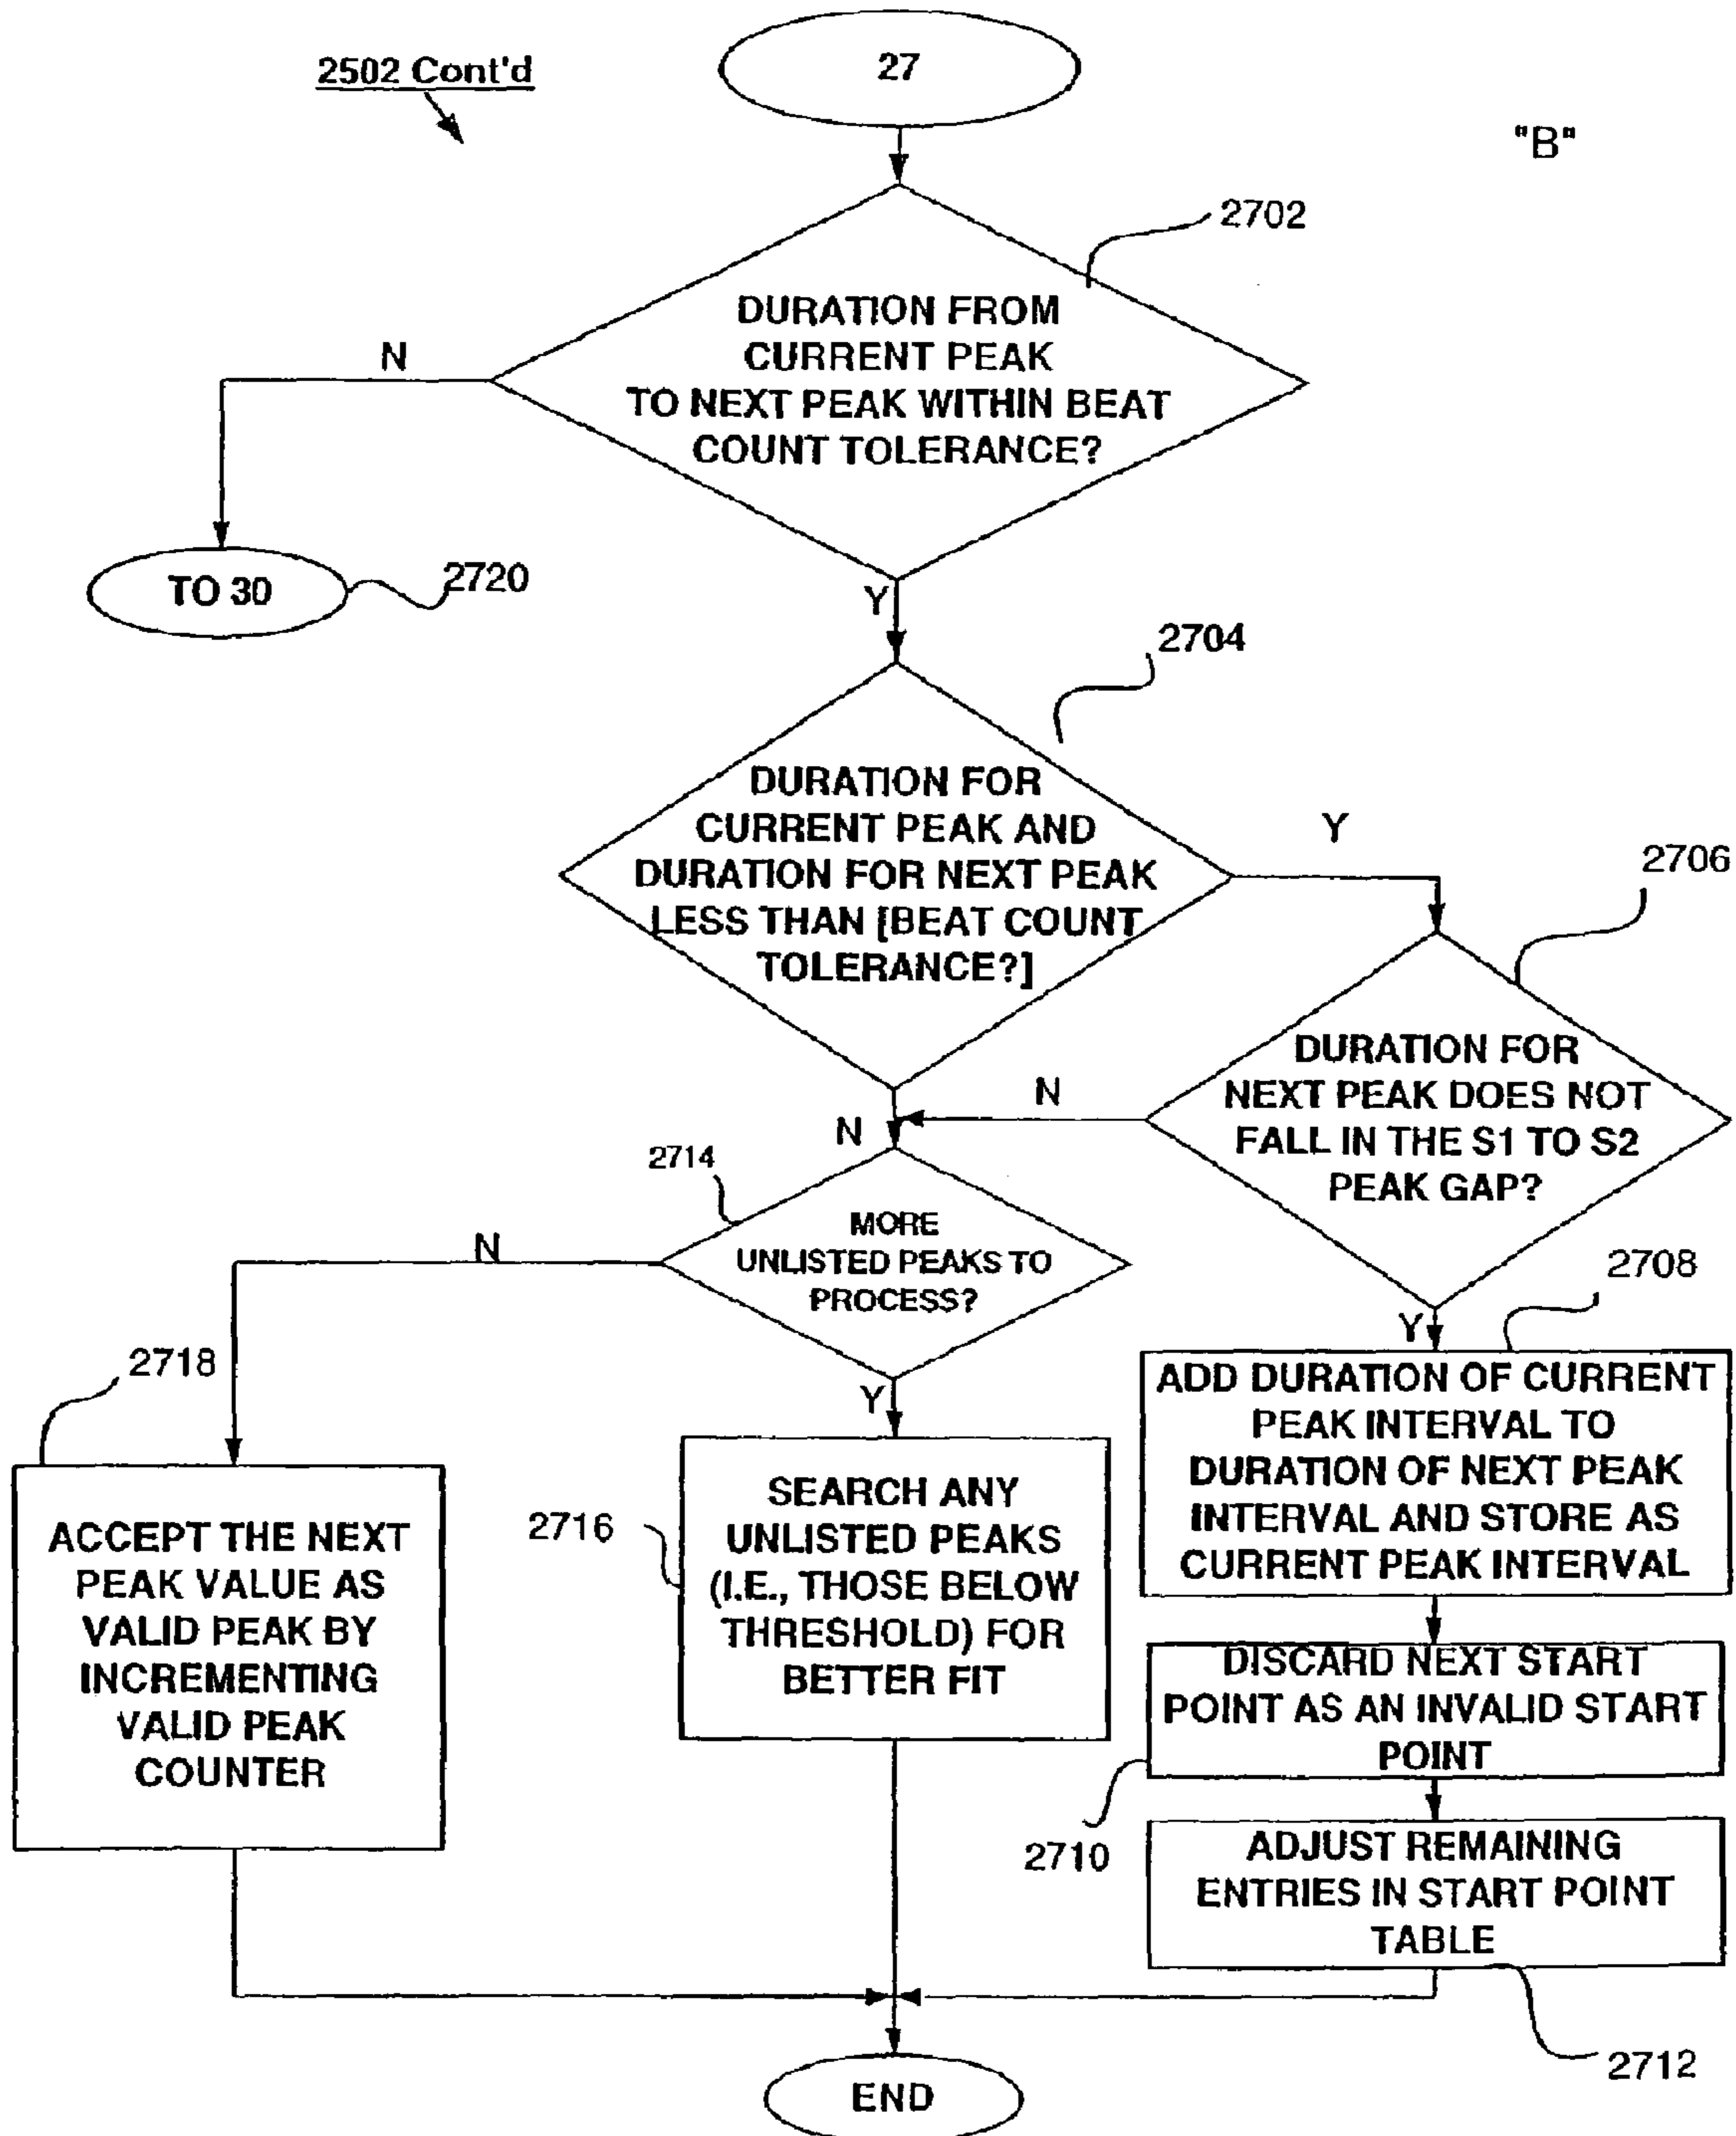 2502 Cont'd
27
"B"
2702
DURATION FROM
CURRENT PEAK
TO NEXT PEAK WITHIN BEAT
COUNT TOLERANCE?
N
TO 30
2720
Y
2704
DURATION FOR
CURRENT PEAK AND
DURATION FOR NEXT PEAK
LESS THAN [BEAT COUNT
TOLERANCE?]
Y
2706
DURATION FOR
NEXT PEAK DOES NOT
FALL IN THE S1 TO S2
PEAK GAP?
N
N
2714
MORE
UNLISTED PEAKS TO
PROCESS?
N
Y
2708
Y
ADD DURATION OF CURRENT
PEAK INTERVAL TO
DURATION OF NEXT PEAK
INTERVAL AND STORE AS
CURRENT PEAK INTERVAL
2718
ACCEPT THE NEXT
PEAK VALUE AS
VALID PEAK BY
INCREMENTING
VALID PEAK
COUNTER
2716
SEARCH ANY
UNLISTED PEAKS
(I.E., THOSE BELOW
THRESHOLD) FOR
BETTER FIT
DISCARD NEXT START
POINT AS AN INVALID START
POINT
2710
ADJUST REMAINING
ENTRIES IN START POINT
TABLE
2712
END